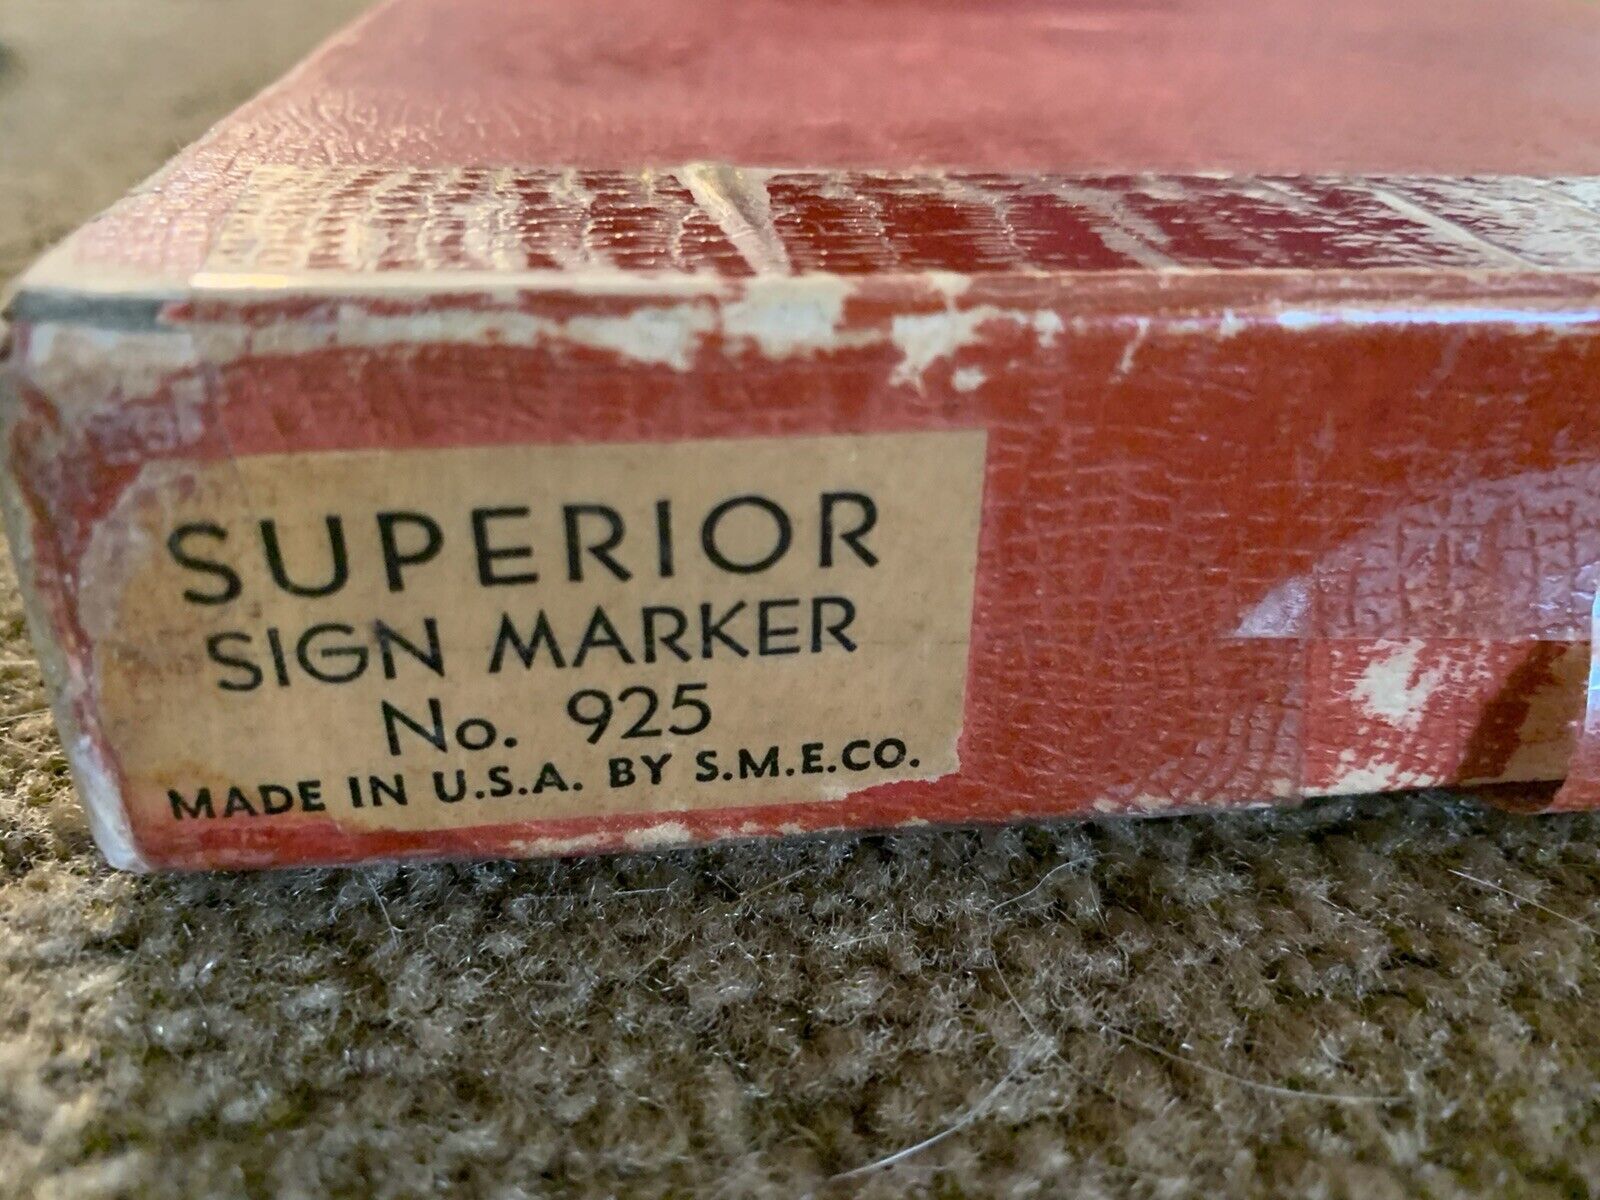 SUPERIOR
SIGN MARKER
No. 925
MADE IN U.S.A. BY S.M.E.CO.